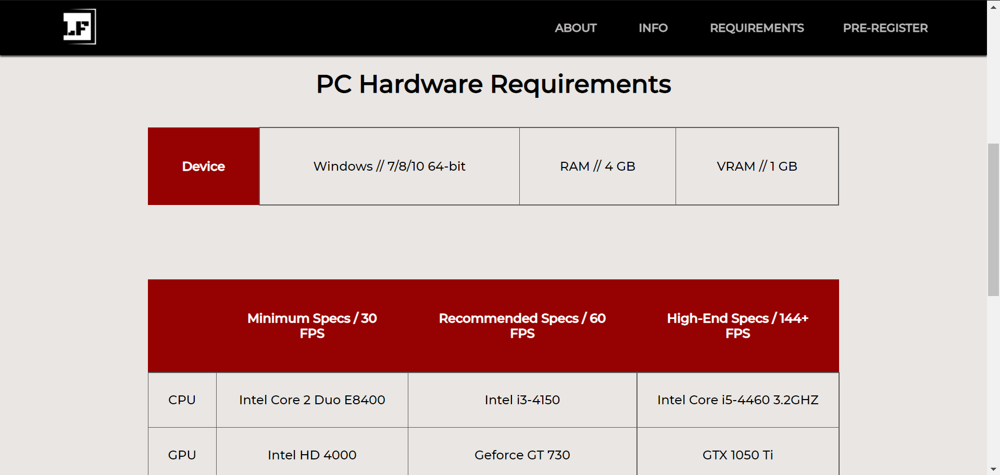 LF
ABOUT INFO REQUIREMENTS PRE-REGISTER
PC Hardware Requirements
Device Windows // 7/8/10 64-bit RAM // 4 GB VRAM // 1 GB
Minimum Specs / 30 FPS Recommended Specs / 60 FPS High-End Specs / 144+ FPS
CPU Intel Core 2 Duo E8400 Intel i3-4150 Intel Core i5-4460 3.2GHZ
GPU Intel HD 4000 Geforce GT 730 GTX 1050 Ti